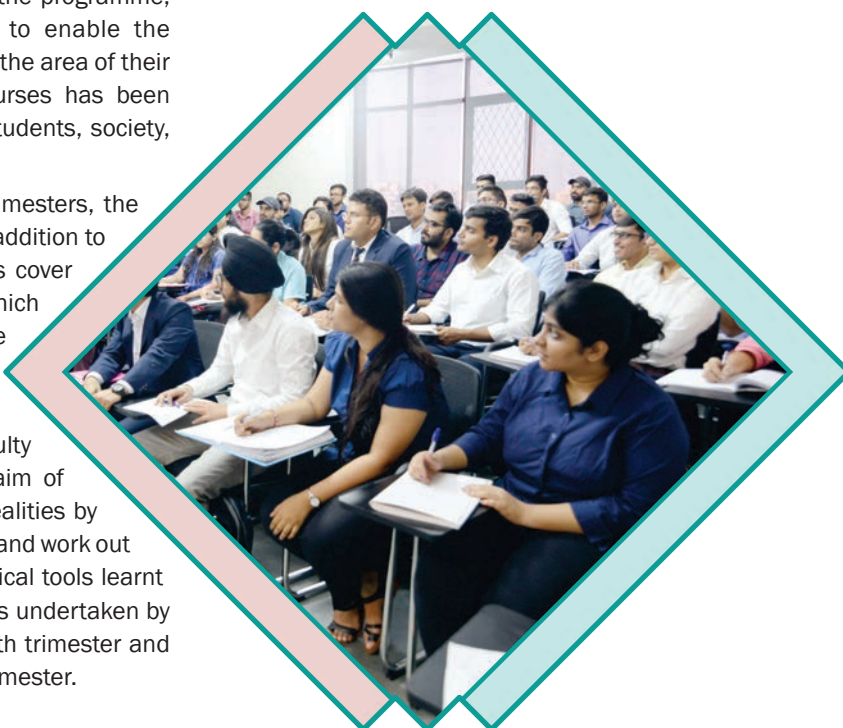 the programme,
to enable the
the area of their
urses has been
tudents, society,
mesters, the
addition to
s cover
hich
e
ulty
aim of
ealities by
and work out
ical tools learnt
s undertaken by
th trimester and
mester.